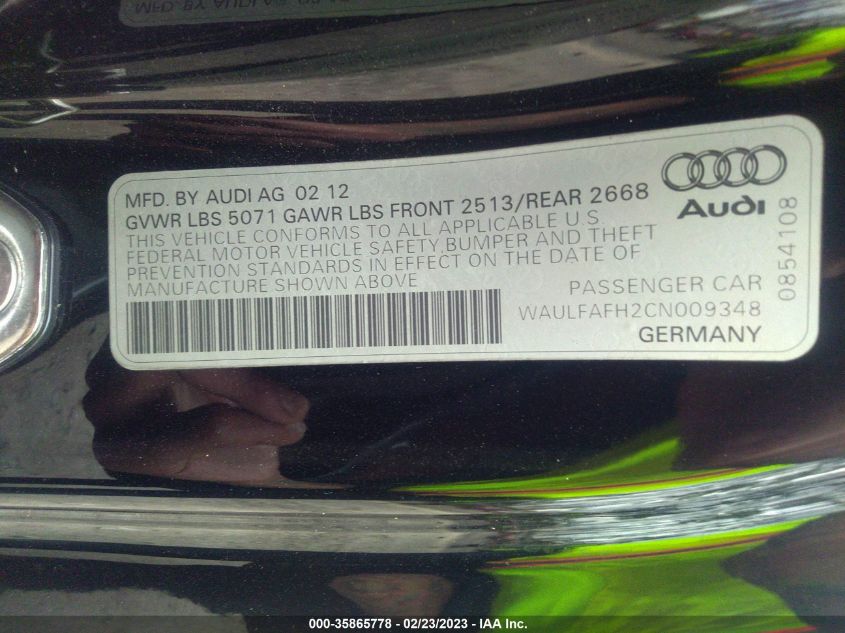 MFD. BY AUDI AG 02 12
GVWR LBS 5071 GAWR LBS FRONT 2513/REAR 2668
THIS VEHICLE CONFORMS TO ALL APPLICABLE U.S.
FEDERAL MOTOR VEHICLE SAFETY BUMPER AND THEFT
PREVENTION STANDARDS IN EFFECT ON THE DATE OF
MANUFACTURE SHOWN ABOVE
Audi
0854108
PASSENGER CAR
WAULFAFH2CN009348
GERMANY
000-35865778 - 02/23/2023 - IAA Inc.